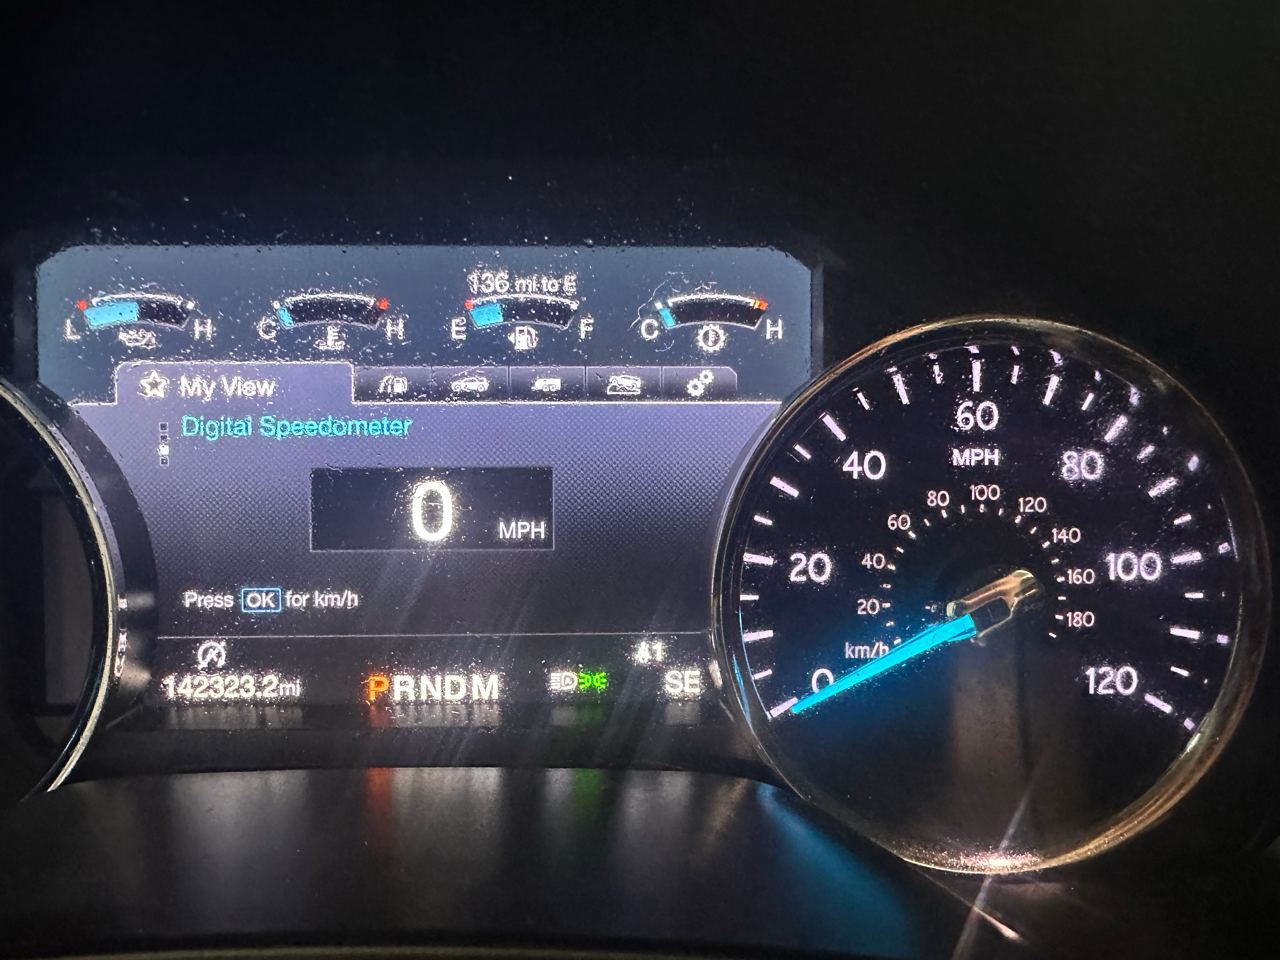 136 mi to E
L H C H E F C H
My View
Digital Speedometer
0 MPH
Press OK for km/h
41
142323.2mi PRNDM SE
60
MPH
40 80
20 100
0 120
80 100 120
60 140
40 160
20 180
km/h